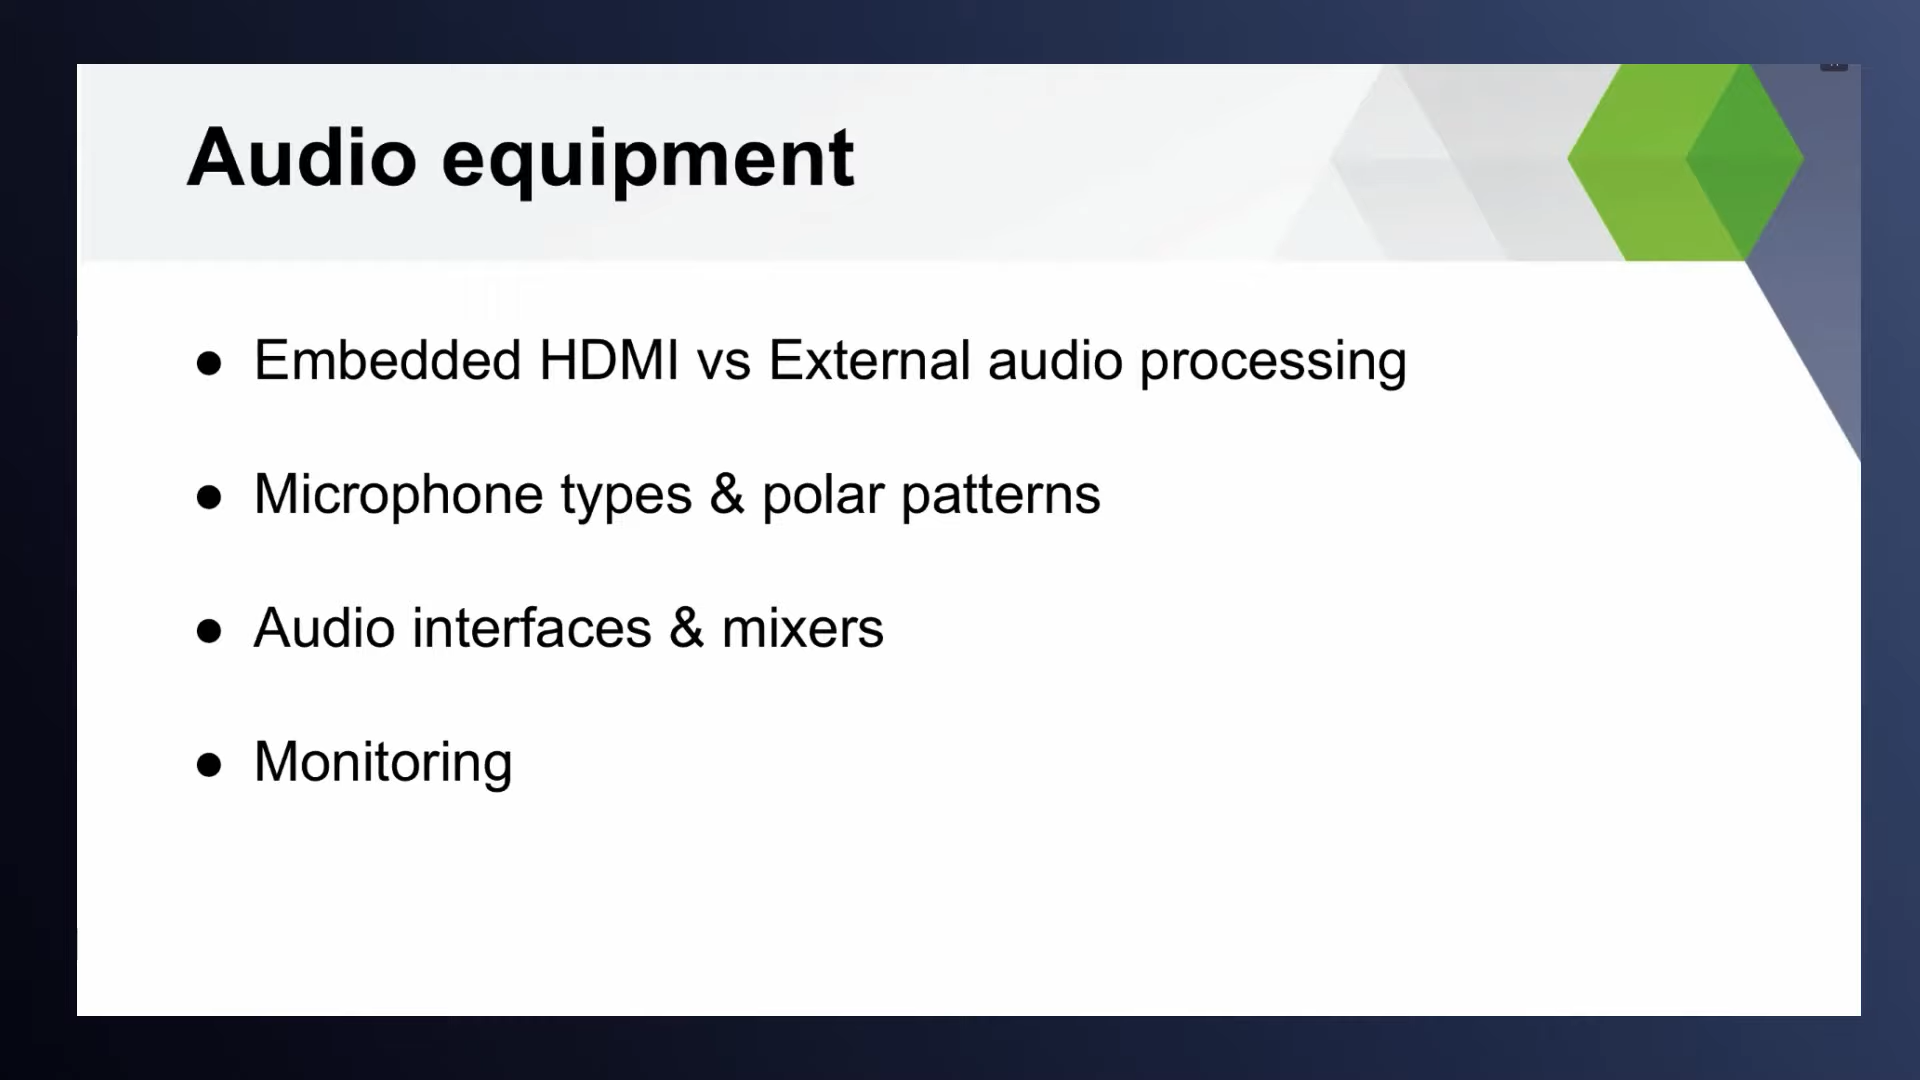 Audio equipment
● Embedded HDMI vs External audio processing
● Microphone types & polar patterns
● Audio interfaces & mixers
● Monitoring